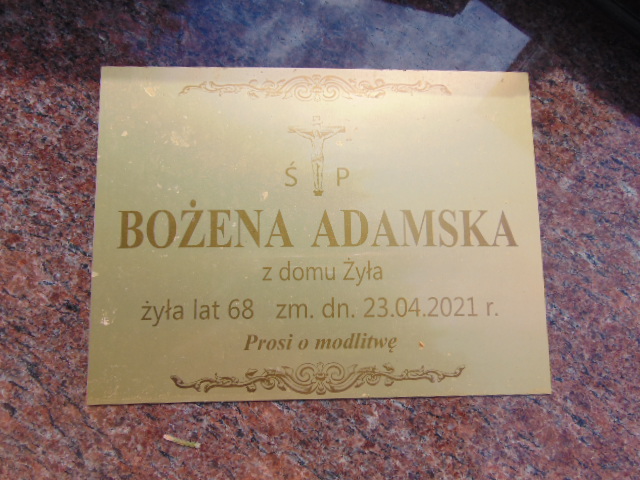 Ś P
BOŻENA ADAMSKA
z domu Żyła
żyła lat 68 zm. dn. 23.04.2021 r.
Prosi o modlitwę